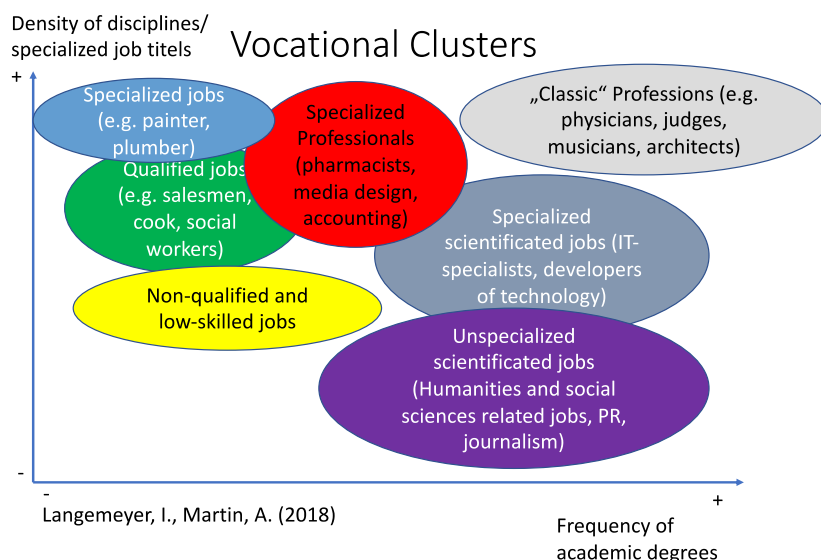 Density of disciplines/
specialized job titels
Vocational Clusters
+
Specialized jobs
(e.g. painter,
plumber)
Specialized
Professionals
(pharmacists,
media design,
accounting)
„Classic“ Professions (e.g.
physicians, judges,
musicians, architects)
Qualified jobs
(e.g. salesmen,
cook, social
workers)
Specialized
scientificated jobs (IT-
specialists, developers
of technology)
Non-qualified and
low-skilled jobs
Unspecialized
scientificated jobs
(Humanities and social
sciences related jobs, PR,
journalism)
-
-
+
Langemeyer, I., Martin, A. (2018)
Frequency of
academic degrees